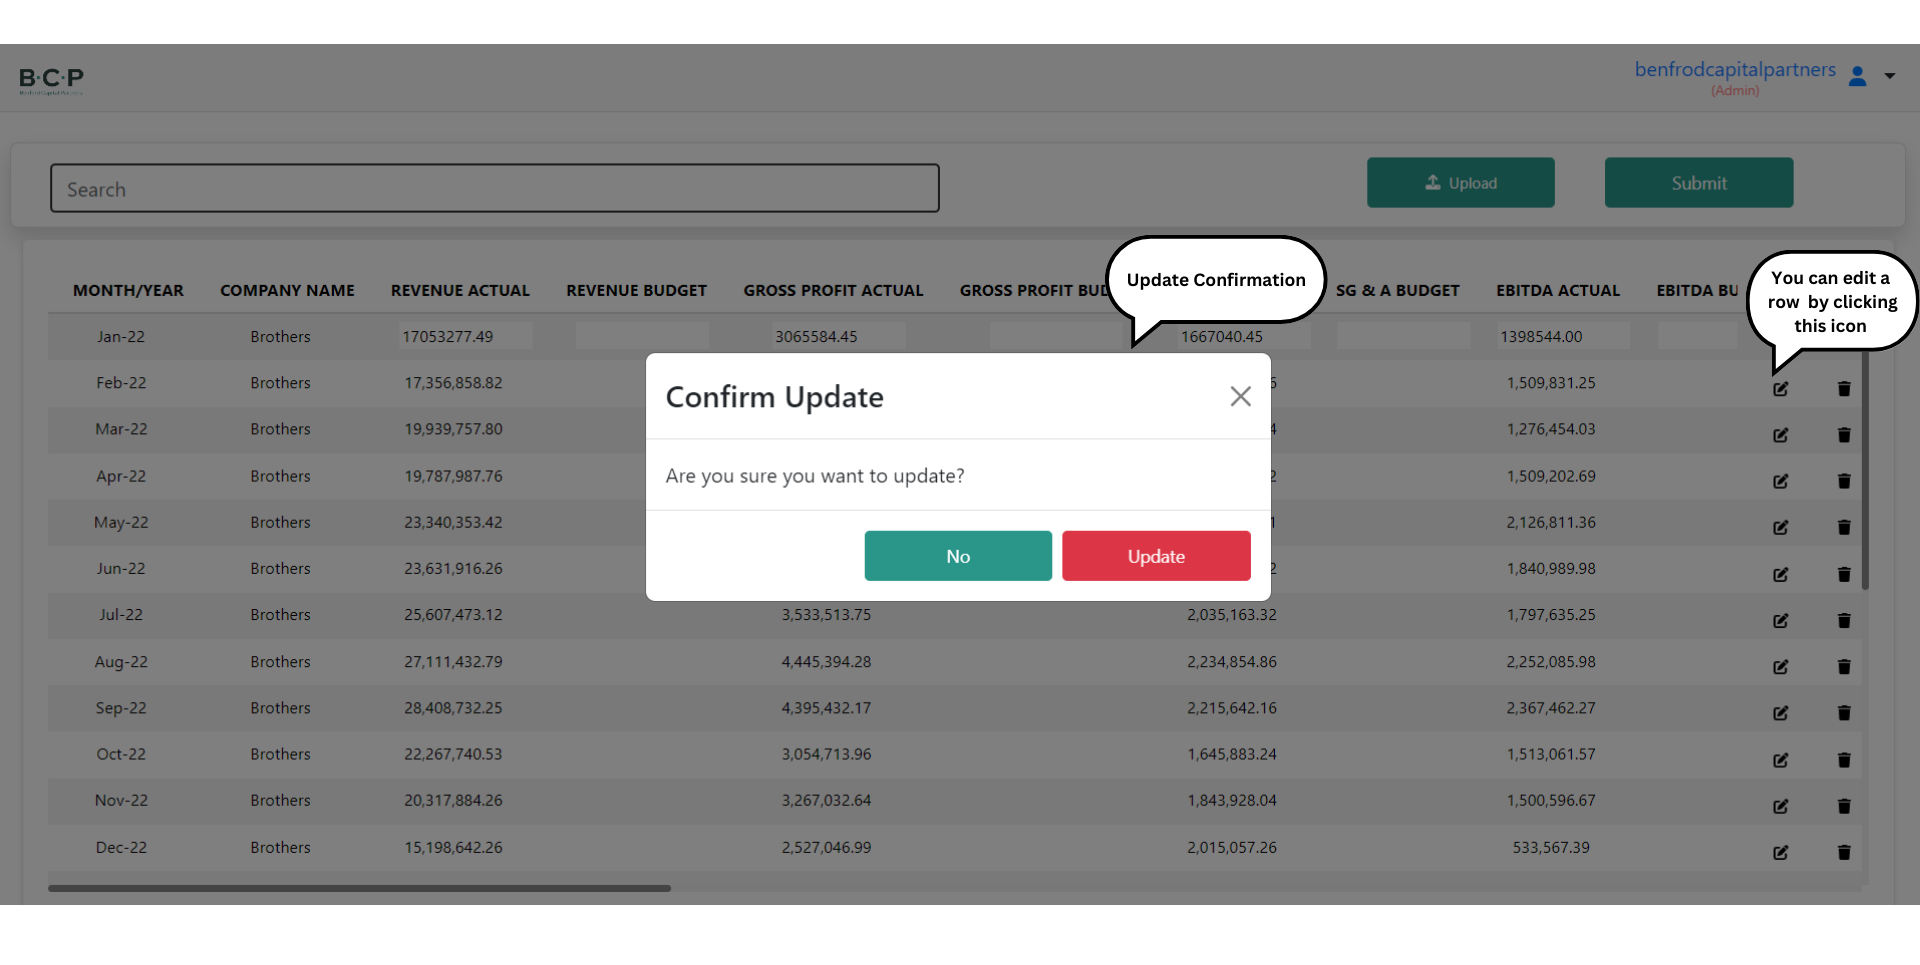 B·C·P
benfrodcapitalpartners
(Admin)
Search
Upload
Submit
Update Confirmation
You can edit a
row by clicking
this icon
MONTH/YEAR COMPANY NAME REVENUE ACTUAL REVENUE BUDGET GROSS PROFIT ACTUAL GROSS PROFIT BUD SG & A BUDGET EBITDA ACTUAL EBITDA BU
Jan-22 Brothers 17053277.49 3065584.45 1667040.45 1398544.00
Feb-22 Brothers 17,356,858.82 6 1,509,831.25
Mar-22 Brothers 19,939,757.80 4 1,276,454.03
Apr-22 Brothers 19,787,987.76 2 1,509,202.69
May-22 Brothers 23,340,353.42 1 2,126,811.36
Jun-22 Brothers 23,631,916.26 2 1,840,989.98
Confirm Update
Are you sure you want to update?
No Update
Jul-22 Brothers 25,607,473.12 3,533,513.75 2,035,163.32 1,797,635.25
Aug-22 Brothers 27,111,432.79 4,445,394.28 2,234,854.86 2,252,085.98
Sep-22 Brothers 28,408,732.25 4,395,432.17 2,215,642.16 2,367,462.27
Oct-22 Brothers 22,267,740.53 3,054,713.96 1,645,883.24 1,513,061.57
Nov-22 Brothers 20,317,884.26 3,267,032.64 1,843,928.04 1,500,596.67
Dec-22 Brothers 15,198,642.26 2,527,046.99 2,015,057.26 533,567.39